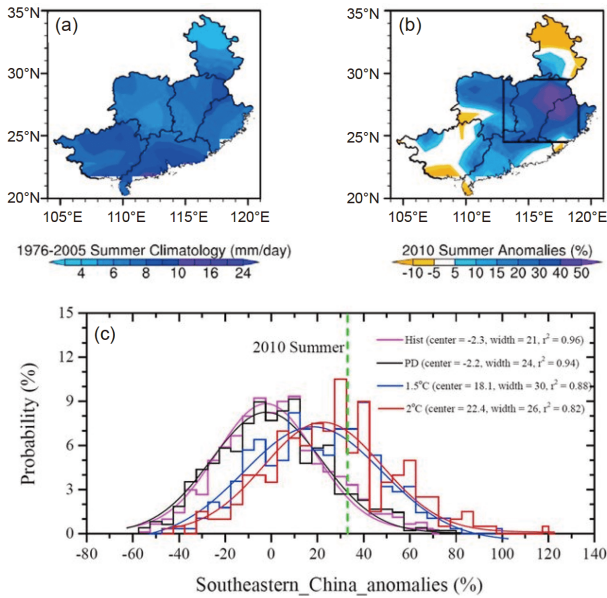 (a)
(b)
35°N
30°N
25°N
20°N
105°E 110°E 115°E 120°E
35°N
30°N
25°N
20°N
105°E 110°E 115°E 120°E
1976-2005 Summer Climatology (mm/day)
4 6 8 10 16 24
2010 Summer Anomalies (%)
-10 -5 5 10 15 20 30 40 50
(c)
2010 Summer
Hist (center = -2.3, width = 21, r² = 0.96)
PD (center = -2.2, width = 24, r² = 0.94)
1.5°C (center = 18.1, width = 30, r² = 0.88)
2°C (center = 22.4, width = 26, r² = 0.82)
Probability (%)
15
12
9
6
3
0
-80 -60 -40 -20 0 20 40 60 80 100 120 140
Southeastern_China_anomalies (%)